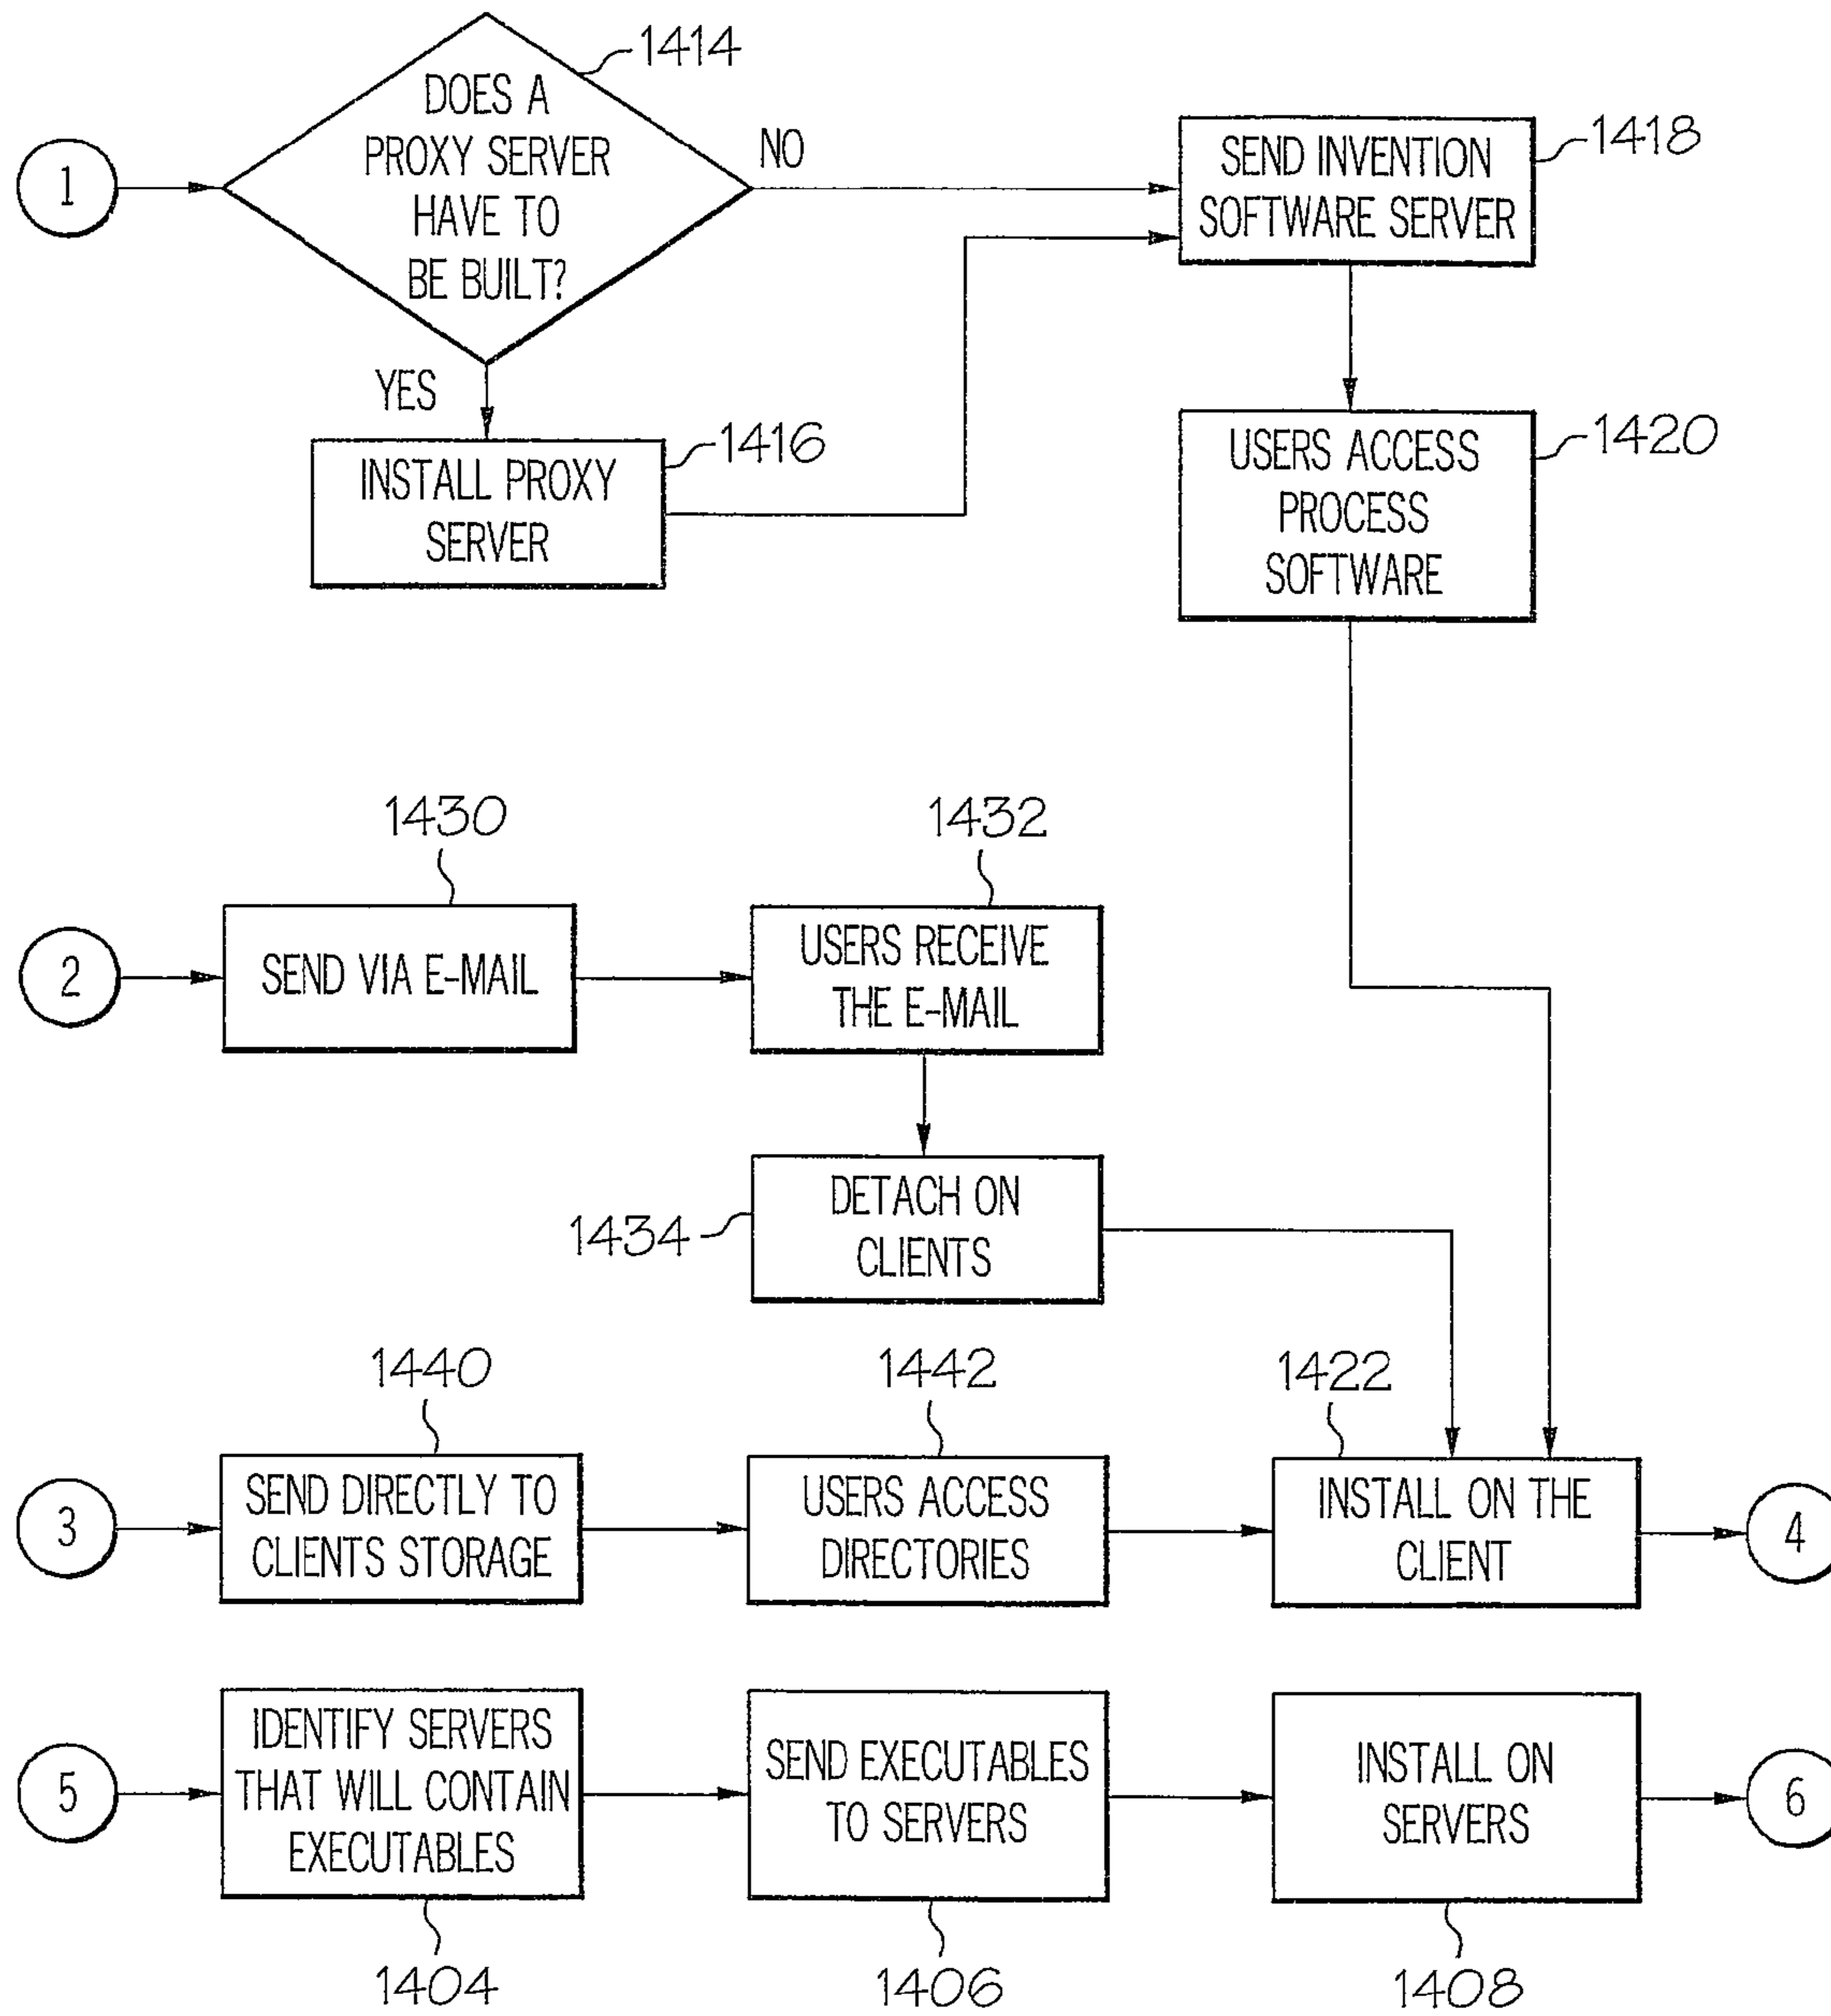 1414
DOES A
PROXY SERVER
HAVE TO
BE BUILT?
1
NO
YES
1416
INSTALL PROXY
SERVER
1418
SEND INVENTION
SOFTWARE SERVER
1420
USERS ACCESS
PROCESS
SOFTWARE
1430
2
SEND VIA E-MAIL
1432
USERS RECEIVE
THE E-MAIL
1434
DETACH ON
CLIENTS
1440
3
SEND DIRECTLY TO
CLIENTS STORAGE
1442
USERS ACCESS
DIRECTORIES
1422
INSTALL ON THE
CLIENT
4
5
IDENTIFY SERVERS
THAT WILL CONTAIN
EXECUTABLES
1404
SEND EXECUTABLES
TO SERVERS
1406
INSTALL ON
SERVERS
1408
6